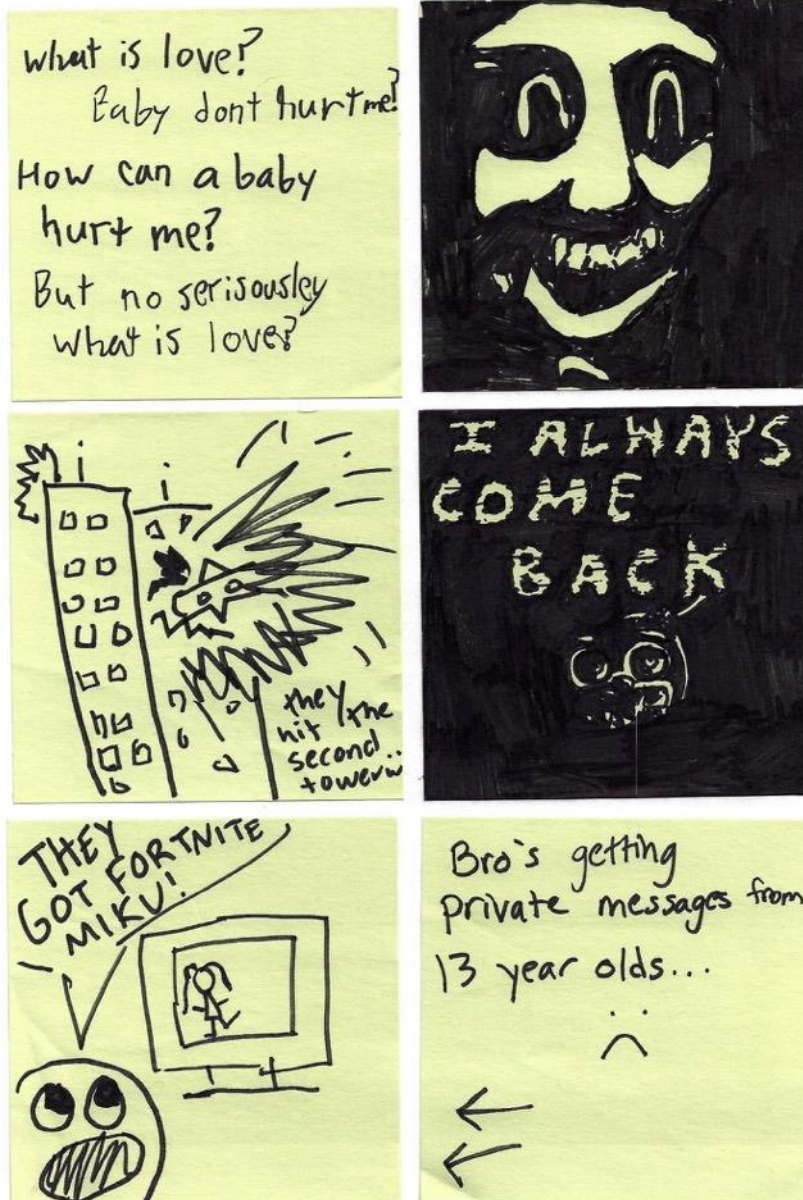 what is love?
Baby dont hurt me?
How can a baby
hurt me?
But no serisousley
what is love?
I ALWAYS
COME
BACK
they
hit the
second..
towerw
THEY
GOT FORTNITE
MIKU!
Bro's getting
private messages from
13 year olds...